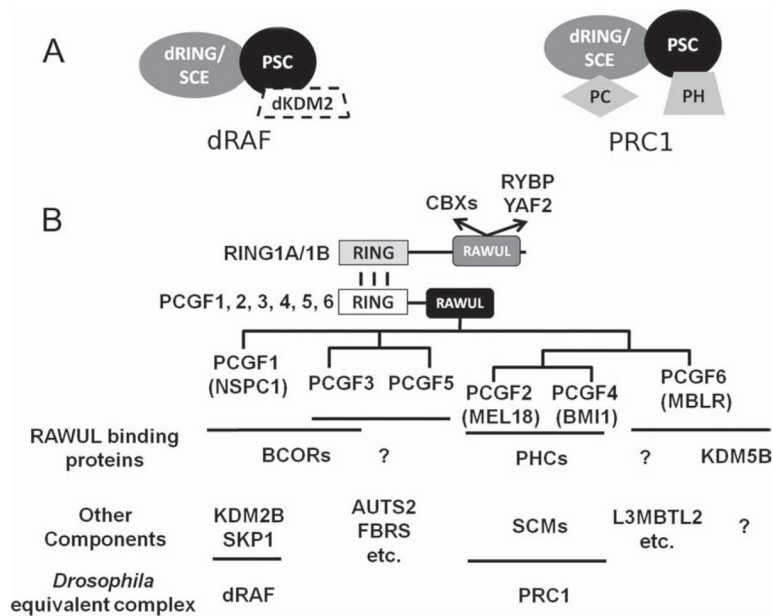 A
dRING/
SCE
PSC
dKDM2
dRAF
dRING/
SCE
PSC
PC
PH
PRC1
B
CBXs
RYBP
YAF2
RING1A/1B
RING
RAWUL
PCGF1, 2, 3, 4, 5, 6
RING
RAWUL
PCGF1
(NSPC1)
PCGF3
PCGF5
PCGF2
(MEL18)
PCGF4
(BMI1)
PCGF6
(MBLR)
RAWUL binding
proteins
BCORs
?
PHCs
?
KDM5B
Other
Components
KDM2B
SKP1
AUTS2
FBRS
etc.
SCMs
L3MBTL2
etc.
?
Drosophila
equivalent complex
dRAF
PRC1